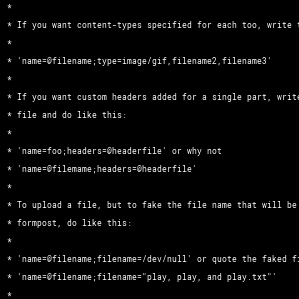 *
* If you want content-types specified for each too, write
*
* 'name=@filename;type=image/gif,filename2,filename3'
*
* If you want custom headers added for a single part, write
* file and do like this:
*
* 'name=foo;headers=@headerfile' or why not
* 'name=@filemame;headers=@headerfile'
*
* To upload a file, but to fake the file name that will be
* formpost, do like this:
*
* 'name=@filename;filename=/dev/null' or quote the faked
* 'name=@filename;filename="play, play, and play.txt"'
*